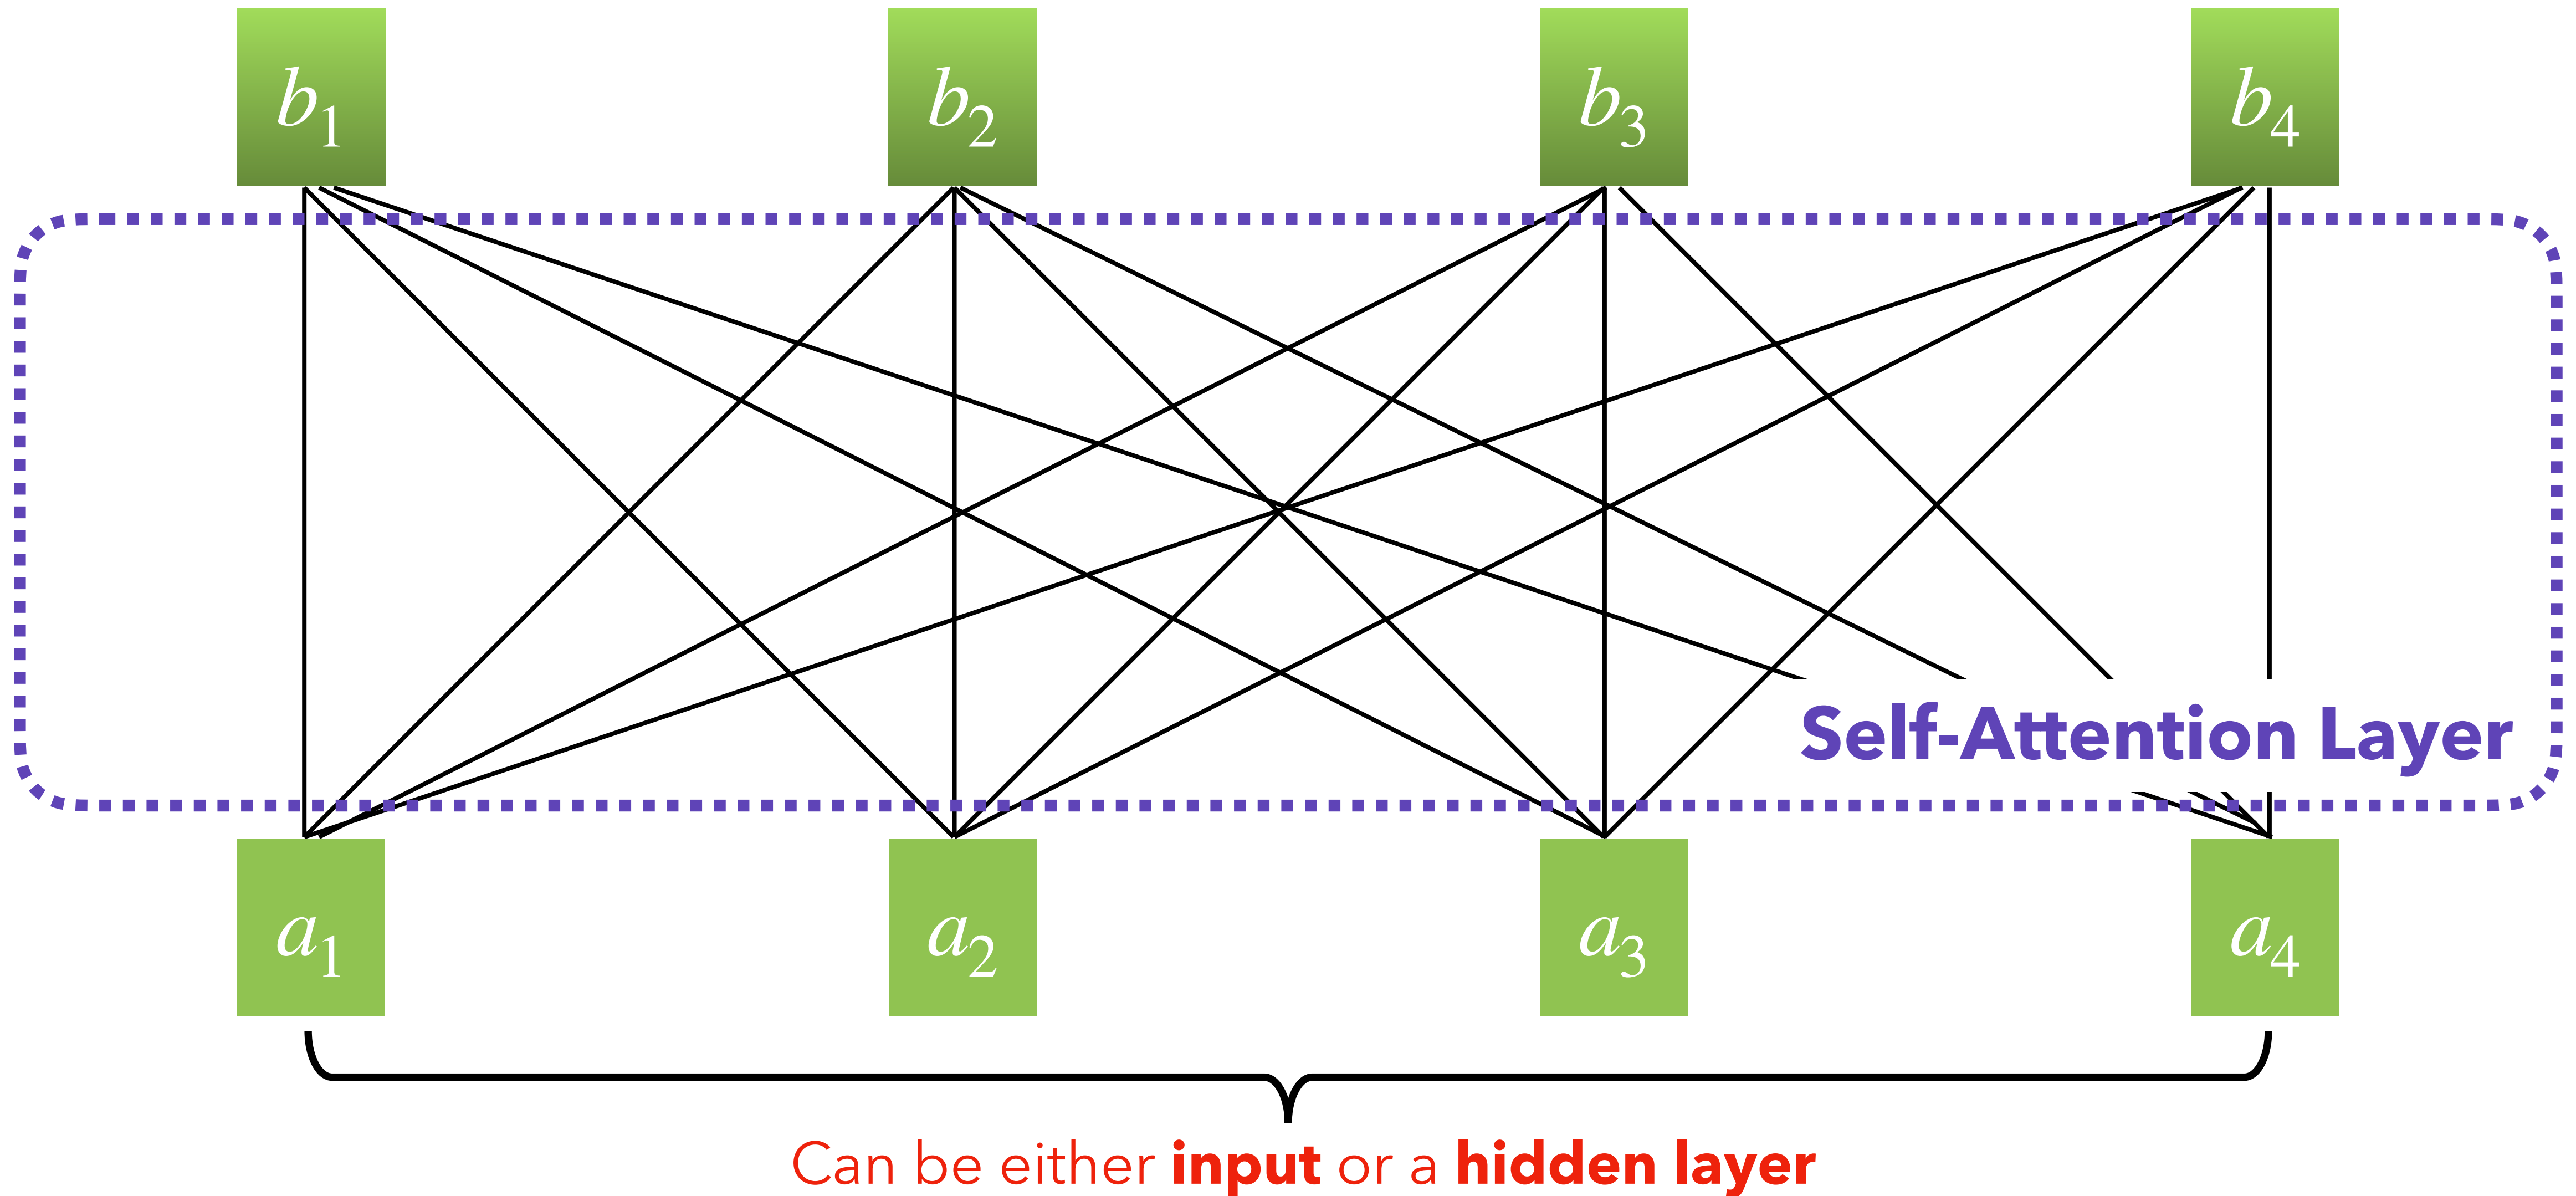 b₁ b₂ b₃ b₄
Self-Attention Layer
a₁ a₂ a₃ a₄
Can be either input or a hidden layer